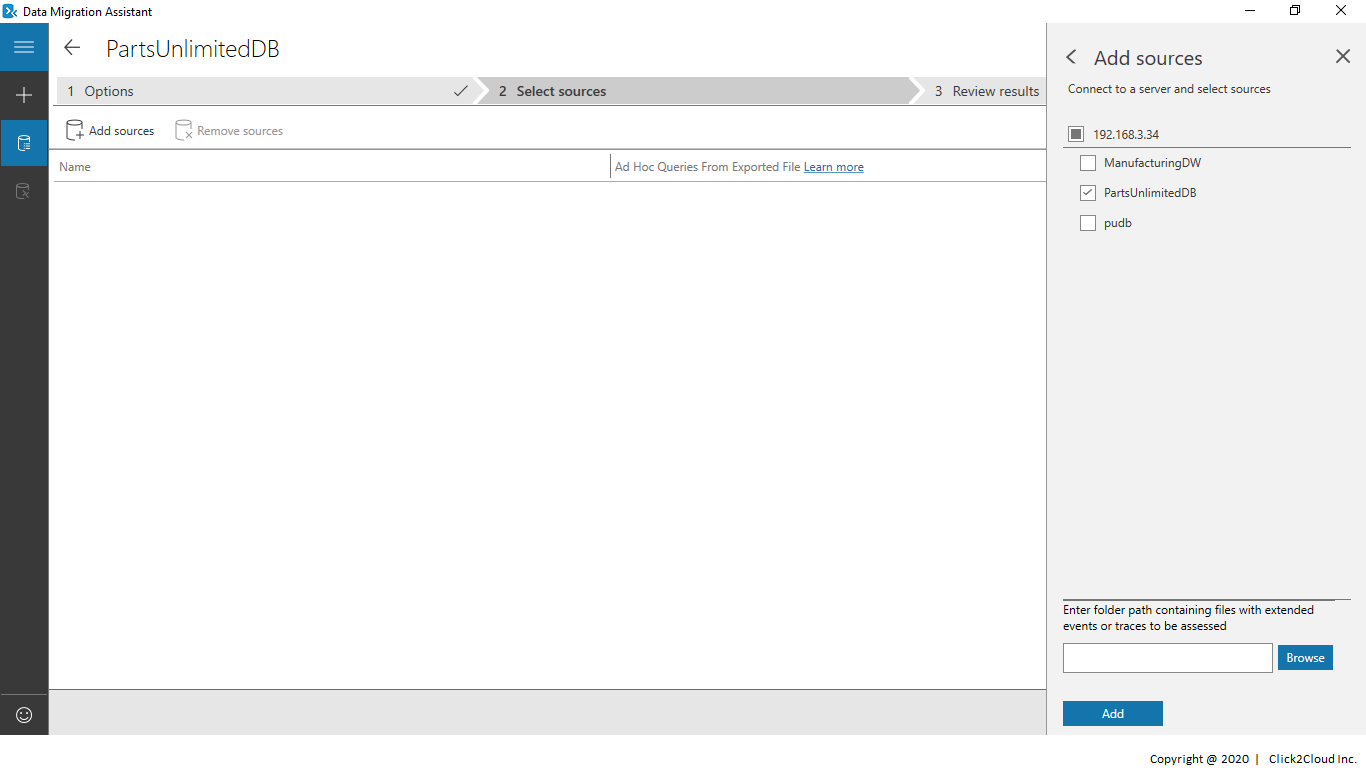 Data Migration Assistant
PartsUnlimitedDB
1 Options
2 Select sources
3 Review results
Add sources
Remove sources
Name
Ad Hoc Queries From Exported File Learn more
Add sources
Connect to a server and select sources
192.168.3.34
ManufacturingDW
PartsUnlimitedDB
pudb
Enter folder path containing files with extended
events or traces to be assessed
Browse
Add
Copyright @ 2020 | Click2Cloud Inc.